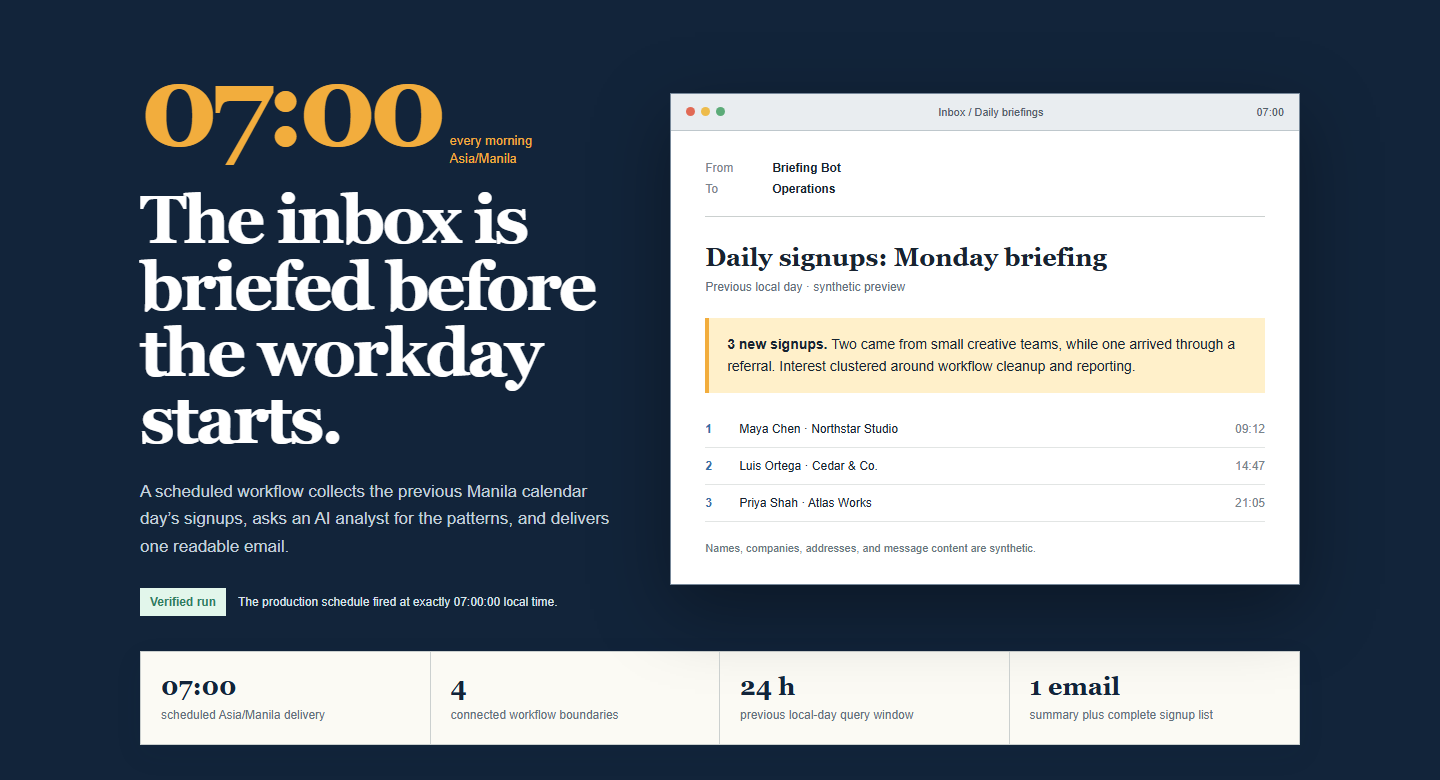 07:00
every morning
Asia/Manila
The inbox is
briefed before
the workday
starts.
A scheduled workflow collects the previous Manila calendar
day’s signups, asks an AI analyst for the patterns, and delivers
one readable email.
Verified run The production schedule fired at exactly 07:00:00 local time.
Inbox / Daily briefings 07:00
From Briefing Bot
To Operations
Daily signups: Monday briefing
Previous local day · synthetic preview
3 new signups. Two came from small creative teams, while one arrived through a
referral. Interest clustered around workflow cleanup and reporting.
1 Maya Chen · Northstar Studio 09:12
2 Luis Ortega · Cedar & Co. 14:47
3 Priya Shah · Atlas Works 21:05
Names, companies, addresses, and message content are synthetic.
07:00
scheduled Asia/Manila delivery
4
connected workflow boundaries
24 h
previous local-day query window
1 email
summary plus complete signup list